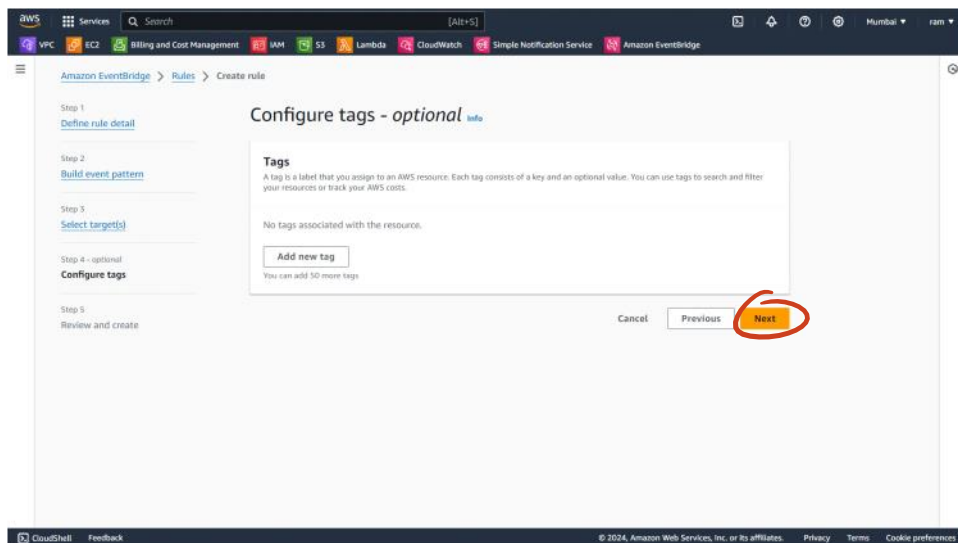 aws Services Search [Alt+S] Mumbai ram
VPC EC2 Billing and Cost Management IAM S3 Lambda CloudWatch Simple Notification Service Amazon EventBridge
Amazon EventBridge > Rules > Create rule
Step 1
Define rule detail
Step 2
Build event pattern
Step 3
Select target(s)
Step 4 - optional
Configure tags
Step 5
Review and create
Configure tags - optional Info
Tags
A tag is a label that you assign to an AWS resource. Each tag consists of a key and an optional value. You can use tags to search and filter
your resources or track your AWS costs.
No tags associated with the resource.
Add new tag
You can add 50 more tags
Cancel Previous Next
CloudShell Feedback © 2024, Amazon Web Services, Inc. or its affiliates. Privacy Terms Cookie preferences